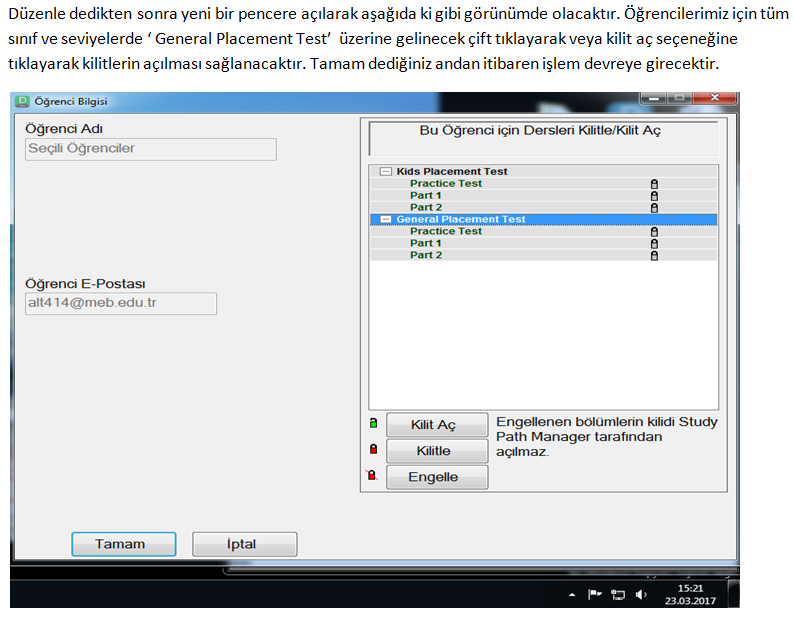 Düzenle dedikten sonra yeni bir pencere açılarak aşağıda ki gibi görünümde olacaktır. Öğrencilerimiz için tüm
sınıf ve seviyelerde ‘ General Placement Test’ üzerine gelinecek çift tıklayarak veya kilit aç seçeneğine
tıklayarak kilitlerin açılması sağlanacaktır. Tamam dediğiniz andan itibaren işlem devreye girecektir.
Öğrenci Bilgisi
Öğrenci Adı
Seçili Öğrenciler
Öğrenci E-Postası
alt414@meb.edu.tr
Bu Öğrenci için Dersleri Kilitle/Kilit Aç
Kids Placement Test
Practice Test
Part 1
Part 2
General Placement Test
Practice Test
Part 1
Part 2
Kilit Aç
Kilitle
Engelle
Engellenen bölümlerin kilidi Study
Path Manager tarafından
açılmaz.
Tamam
İptal
15:21
23.03.2017